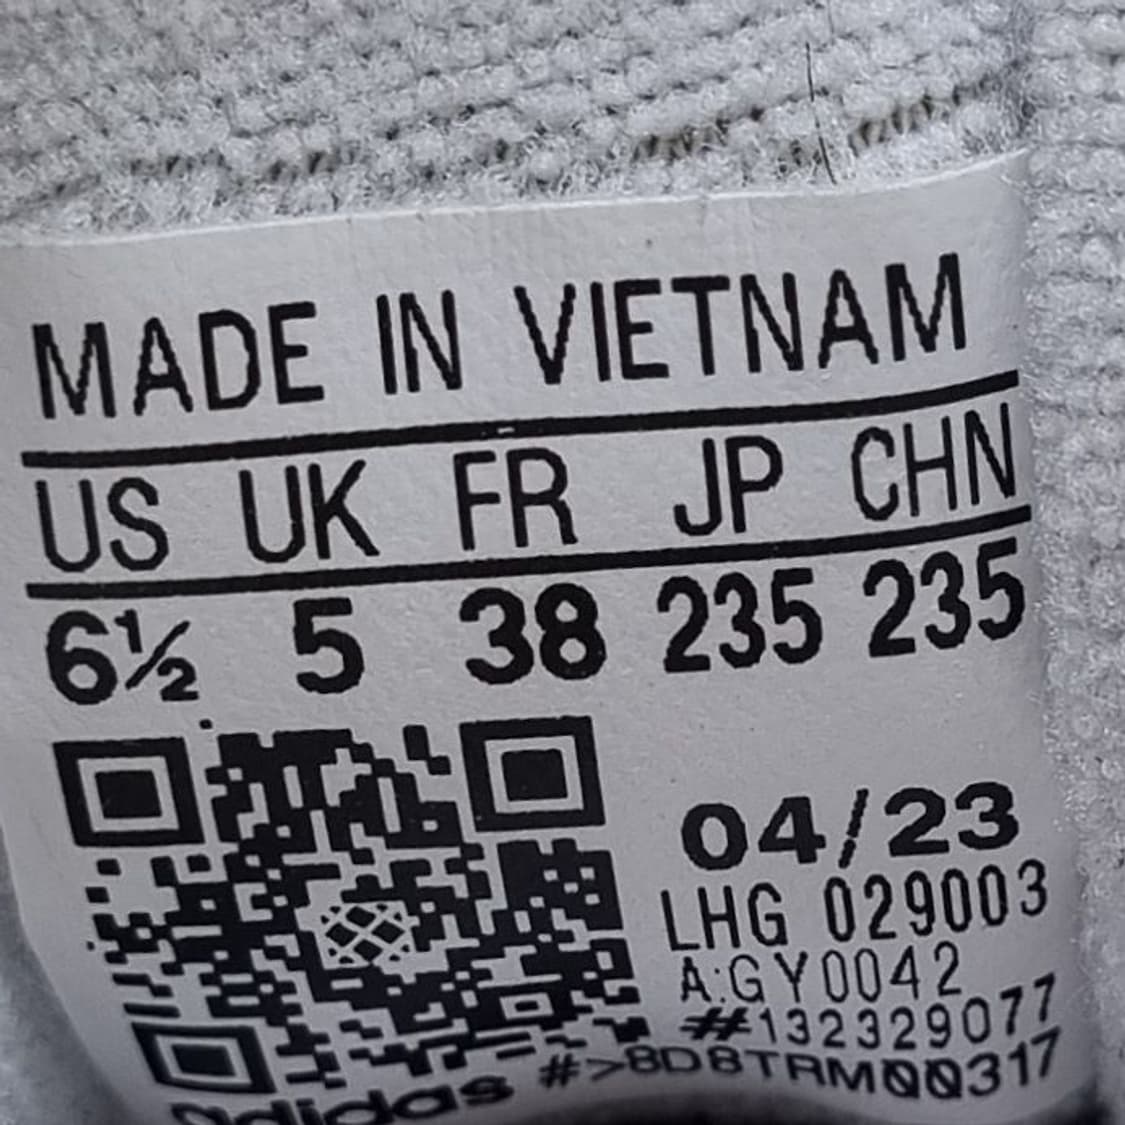 MADE IN VIETNAM
US UK FR JP CHN
6½ 5 38 235 235
04/23
LHG 029003
A:GY0042
#132329077
#>8D8TRM00317
adidas